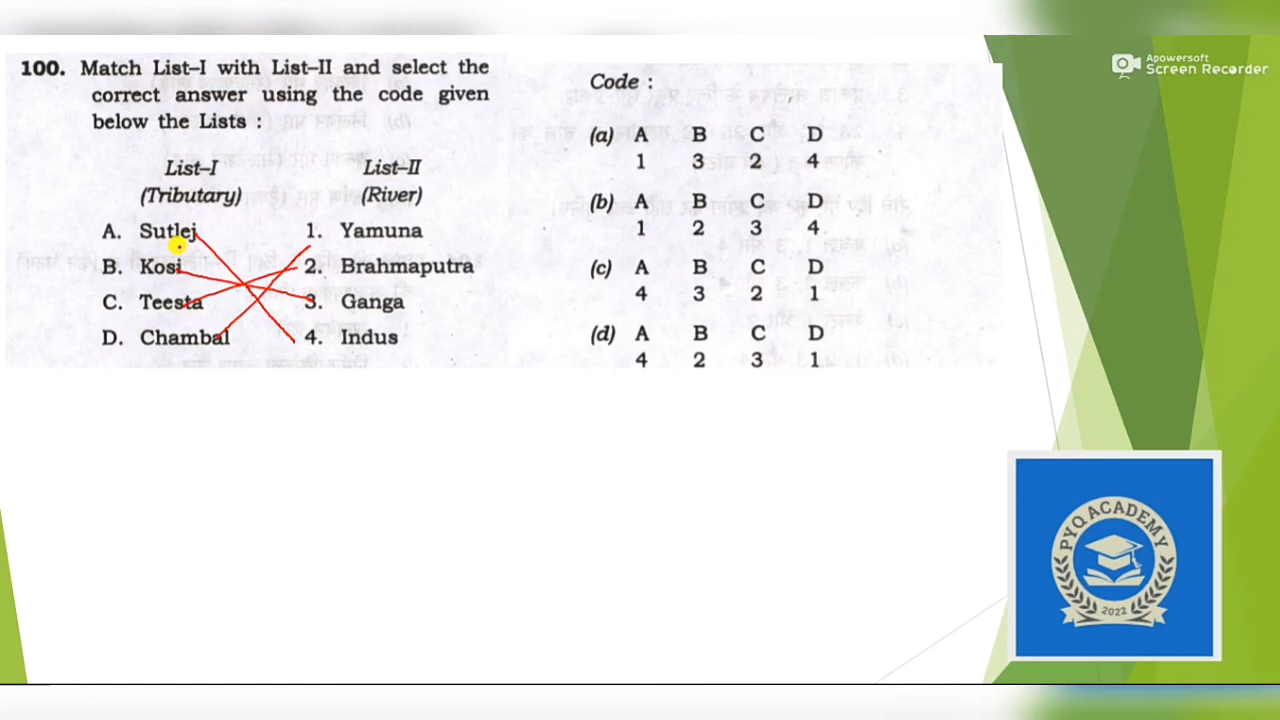 Apowersoft
Screen Recorder
100. Match List–I with List–II and select the
correct answer using the code given
below the Lists :
List–I List–II
(Tributary) (River)
A. Sutlej 1. Yamuna
B. Kosi 2. Brahmaputra
C. Teesta 3. Ganga
D. Chambal 4. Indus
Code :
(a) A B C D
1 3 2 4
(b) A B C D
1 2 3 4
(c) A B C D
4 3 2 1
(d) A B C D
4 2 3 1
PYQ ACADEMY
2022